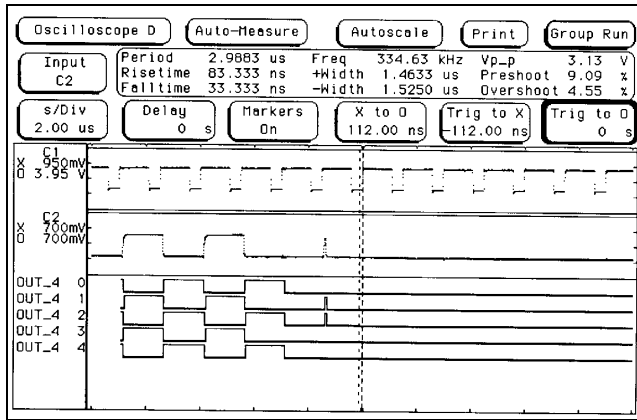 Oscilloscope D Auto-Measure Autoscale Print Group Run
Input C2
Period 2.9883 us Freq 334.63 kHz Vp_p 3.13 V
Risetime 83.333 ns +Width 1.4633 us Preshoot 9.09 %
Falltime 33.333 ns -Width 1.5250 us Overshoot 4.55 %
s/Div 2.00 us
Delay 0 s
Markers On
X to O 112.00 ns
Trig to X -112.00 ns
Trig to O 0 s
C1
X 950mV
O 3.95 V
C2
X 700mV
O 700mV
OUT_4 0
OUT_4 1
OUT_4 2
OUT_4 3
OUT_4 4